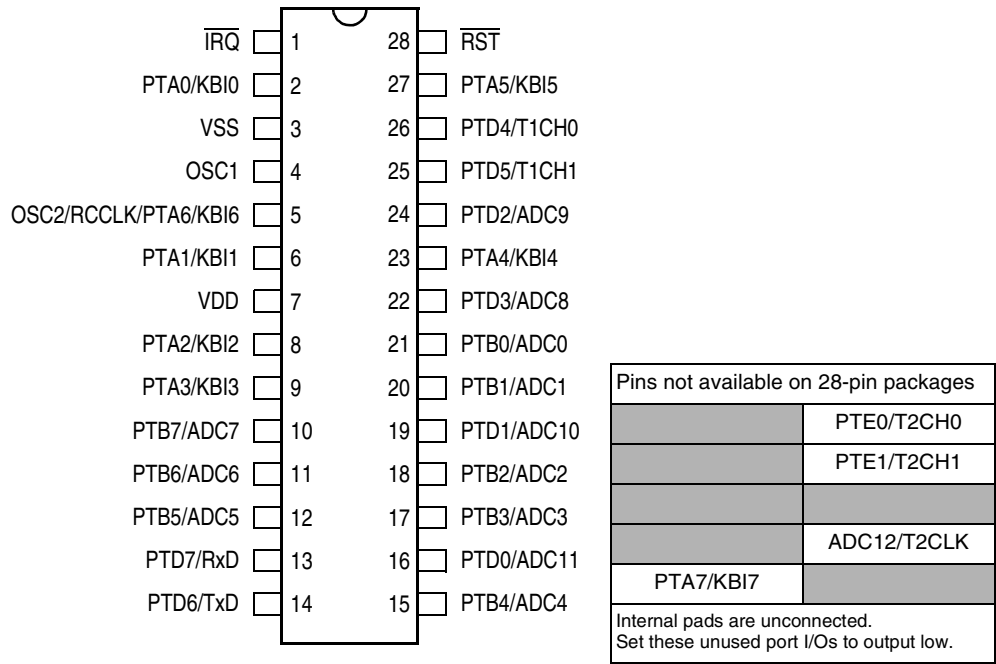 IRQ 1 28 RST
PTA0/KBI0 2 27 PTA5/KBI5
VSS 3 26 PTD4/T1CH0
OSC1 4 25 PTD5/T1CH1
OSC2/RCCLK/PTA6/KBI6 5 24 PTD2/ADC9
PTA1/KBI1 6 23 PTA4/KBI4
VDD 7 22 PTD3/ADC8
PTA2/KBI2 8 21 PTB0/ADC0
PTA3/KBI3 9 20 PTB1/ADC1
PTB7/ADC7 10 19 PTD1/ADC10
PTB6/ADC6 11 18 PTB2/ADC2
PTB5/ADC5 12 17 PTB3/ADC3
PTD7/RxD 13 16 PTD0/ADC11
PTD6/TxD 14 15 PTB4/ADC4
Pins not available on 28-pin packages
PTE0/T2CH0
PTE1/T2CH1
ADC12/T2CLK
PTA7/KBI7
Internal pads are unconnected.
Set these unused port I/Os to output low.